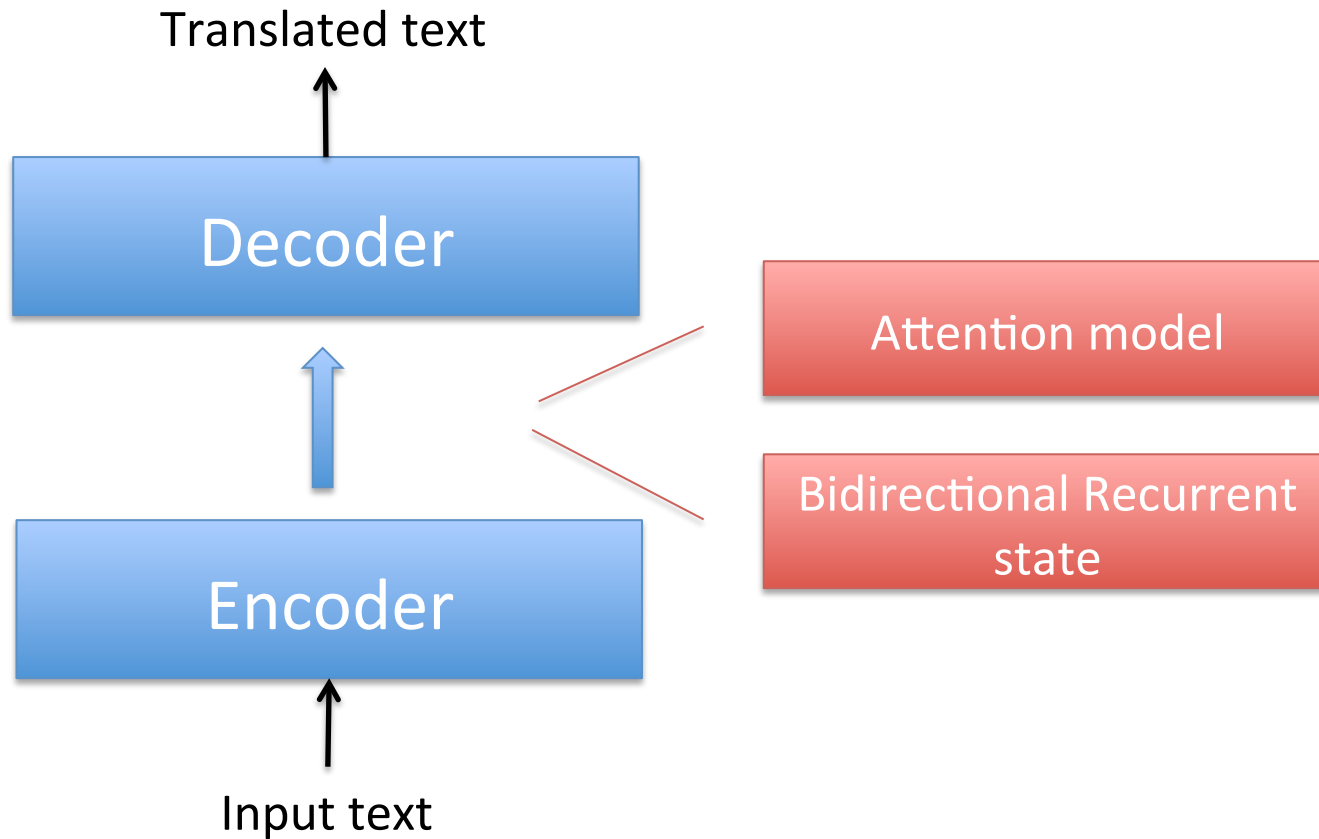 Translated text
Decoder
Attention model
Bidirectional Recurrent
state
Encoder
Input text